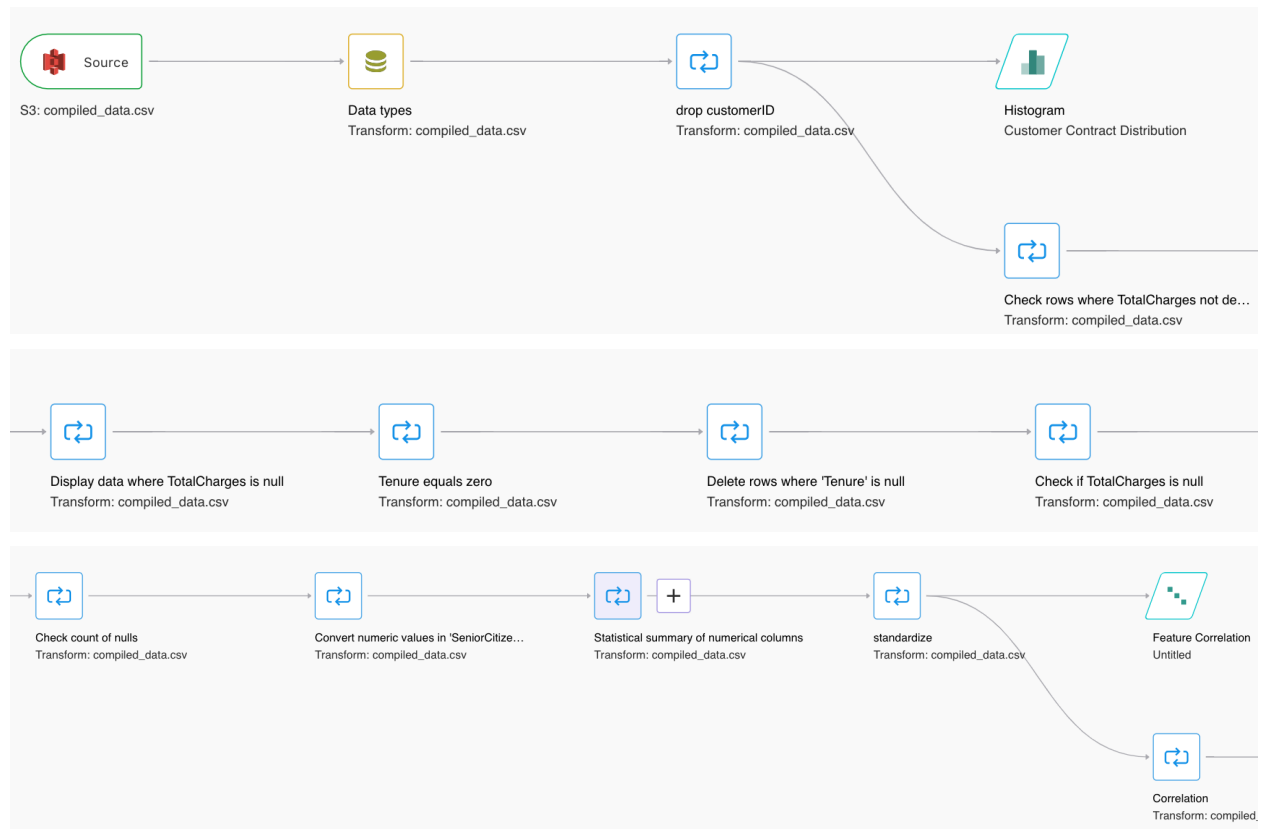 Source
S3: compiled_data.csv
Data types
Transform: compiled_data.csv
drop customerID
Transform: compiled_data.csv
Histogram
Customer Contract Distribution
Check rows where TotalCharges not de…
Transform: compiled_data.csv
Display data where TotalCharges is null
Transform: compiled_data.csv
Tenure equals zero
Transform: compiled_data.csv
Delete rows where 'Tenure' is null
Transform: compiled_data.csv
Check if TotalCharges is null
Transform: compiled_data.csv
Check count of nulls
Transform: compiled_data.csv
Convert numeric values in 'SeniorCitize…
Transform: compiled_data.csv
Statistical summary of numerical columns
Transform: compiled_data.csv
standardize
Transform: compiled_data.csv
Feature Correlation
Untitled
Correlation
Transform: compiled_